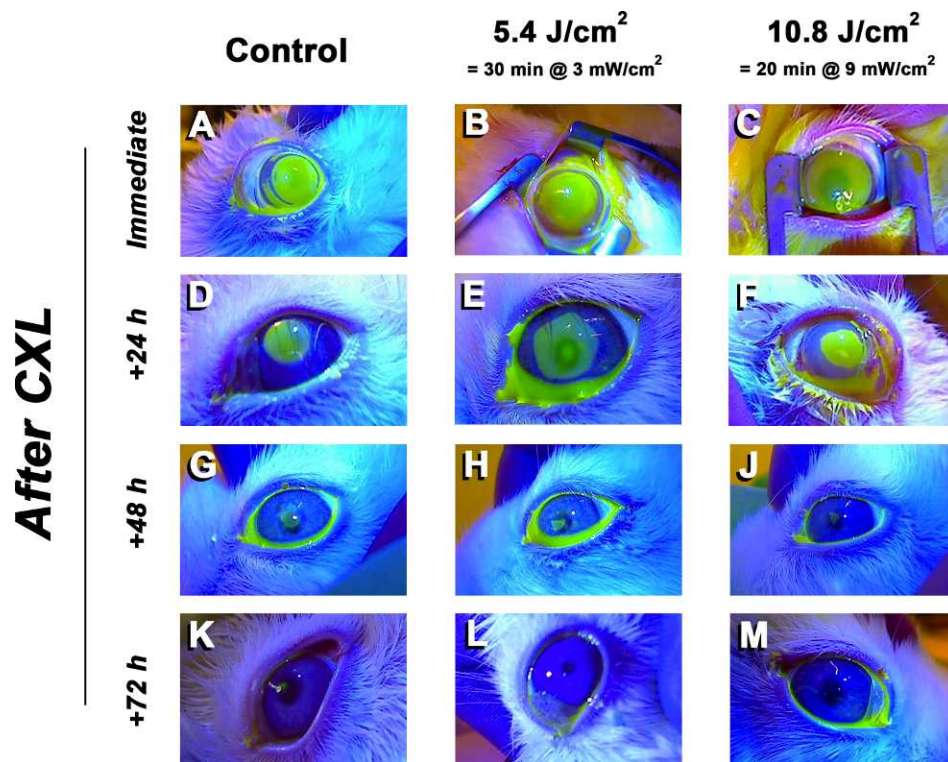 Control
5.4 J/cm²
= 30 min @ 3 mW/cm²
10.8 J/cm²
= 20 min @ 9 mW/cm²
After CXL
Immediate
A
B
C
+24 h
D
E
F
+48 h
G
H
J
+72 h
K
L
M